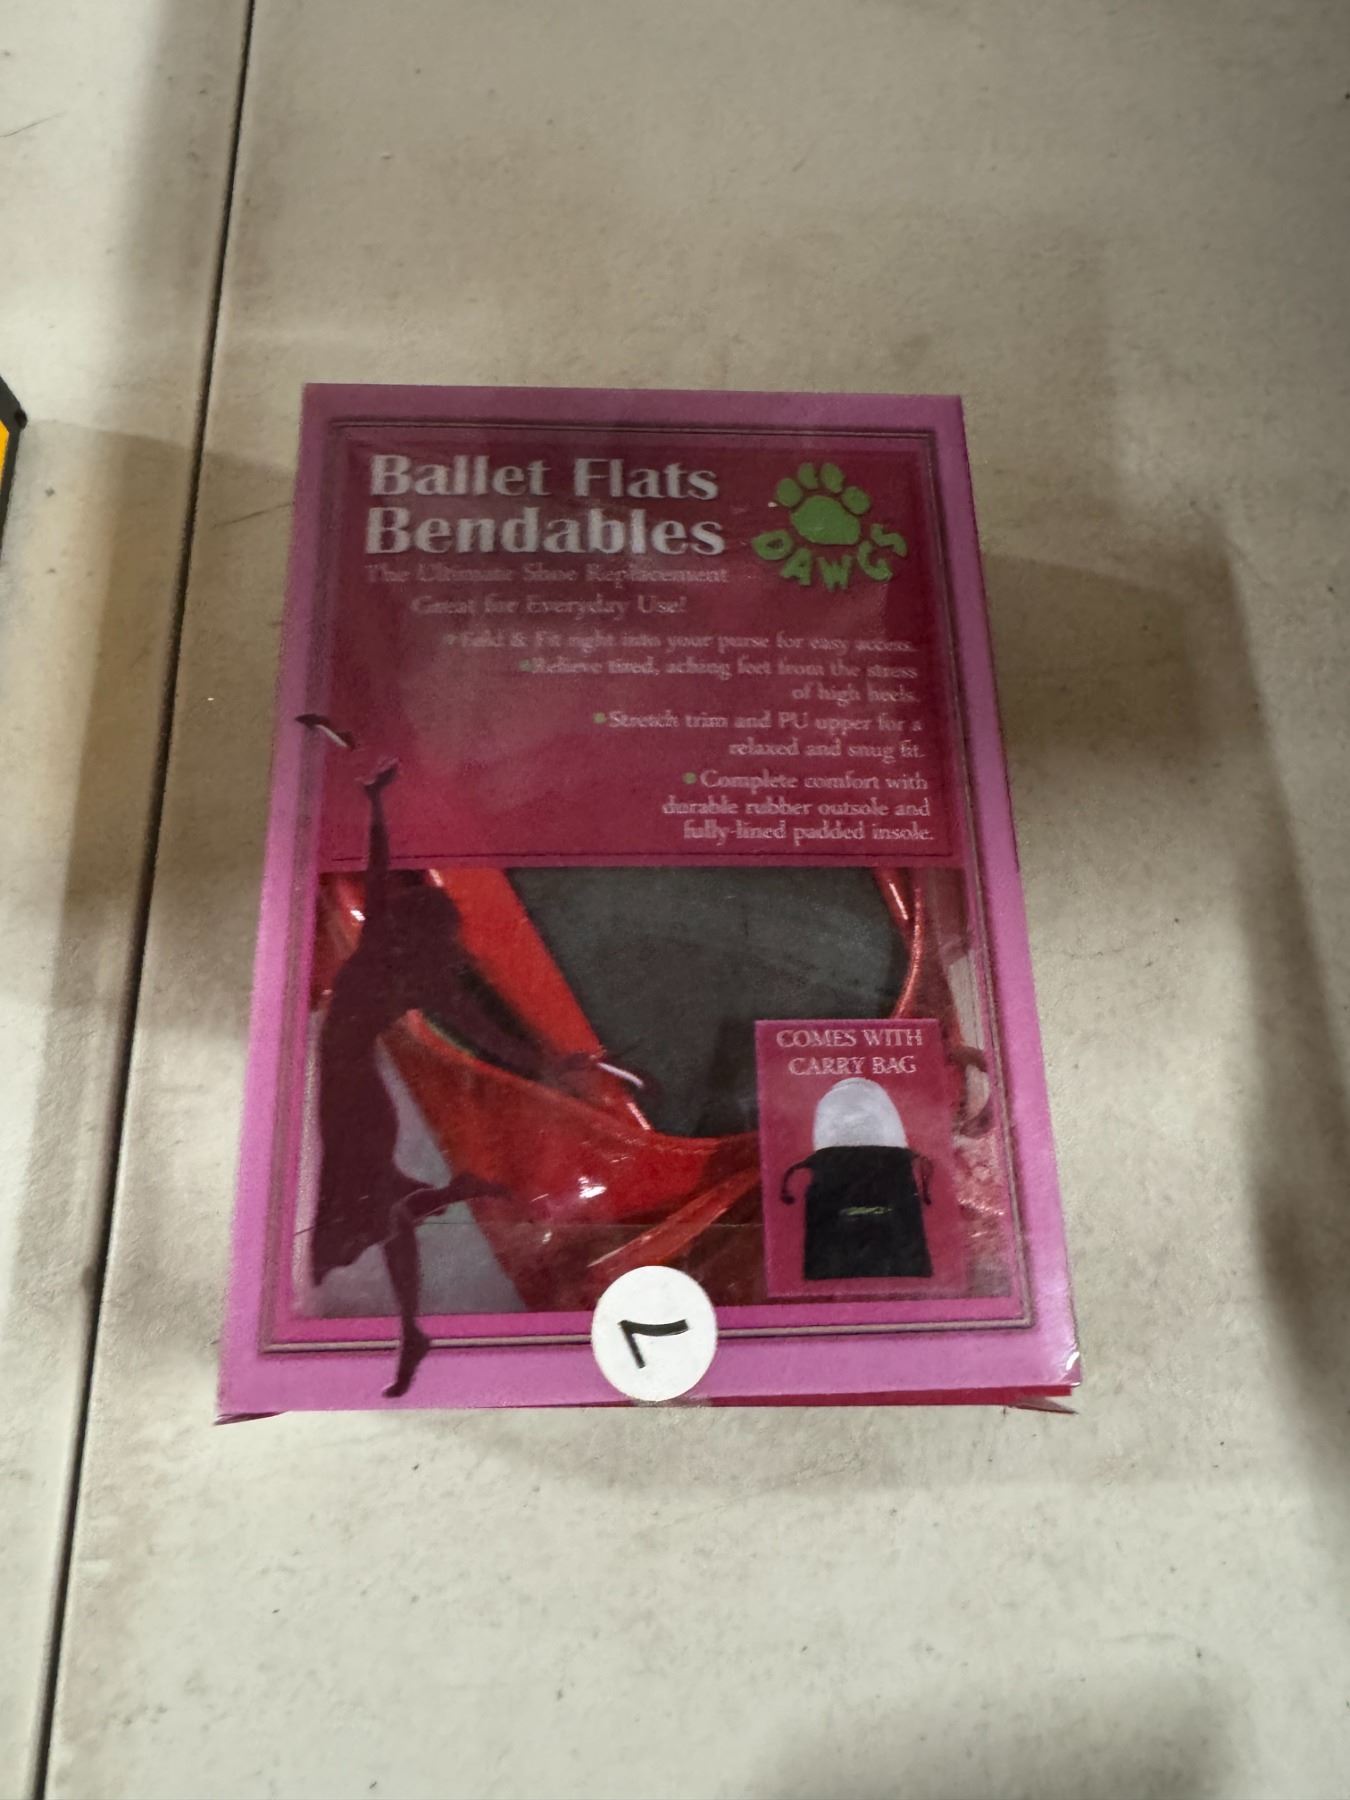 Ballet Flats
Bendables
DAWGS
The Ultimate Shoe Replacement
Great for Everyday Use!
•Fold & Fit right into your purse for easy access.
•Relieve tired, aching feet from the stress
of high heels.
•Stretch trim and PU upper for a
relaxed and snug fit.
•Complete comfort with
durable rubber outsole and
fully-lined padded insole.
COMES WITH
CARRY BAG
7